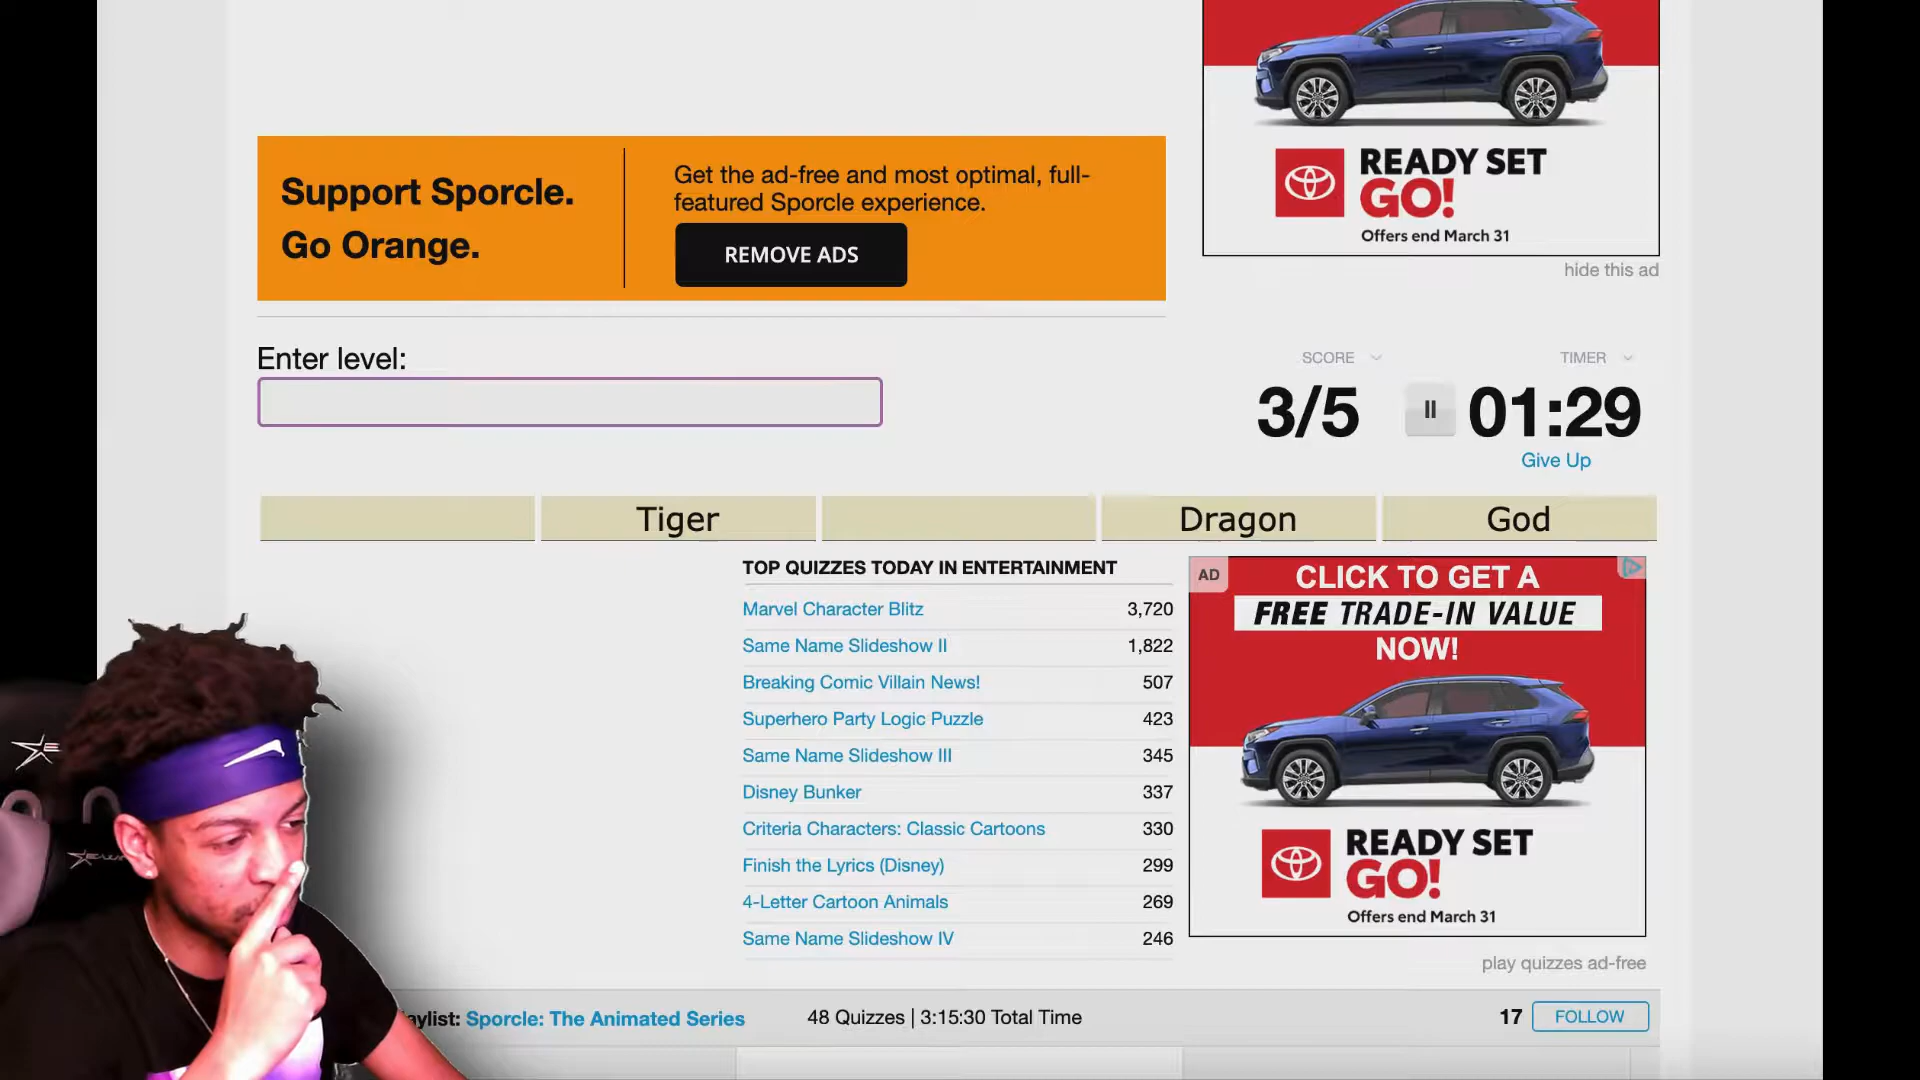 READY SET
GO!
Offers end March 31
hide this ad
Support Sporcle.
Go Orange.
Get the ad-free and most optimal, full-
featured Sporcle experience.
REMOVE ADS
Enter level:
SCORE
TIMER
3/5
01:29
Give Up
Tiger
Dragon
God
TOP QUIZZES TODAY IN ENTERTAINMENT
Marvel Character Blitz 3,720
Same Name Slideshow II 1,822
Breaking Comic Villain News! 507
Superhero Party Logic Puzzle 423
Same Name Slideshow III 345
Disney Bunker 337
Criteria Characters: Classic Cartoons 330
Finish the Lyrics (Disney) 299
4-Letter Cartoon Animals 269
Same Name Slideshow IV 246
AD
CLICK TO GET A
FREE TRADE-IN VALUE
NOW!
READY SET
GO!
Offers end March 31
play quizzes ad-free
aylist: Sporcle: The Animated Series 48 Quizzes | 3:15:30 Total Time 17 FOLLOW